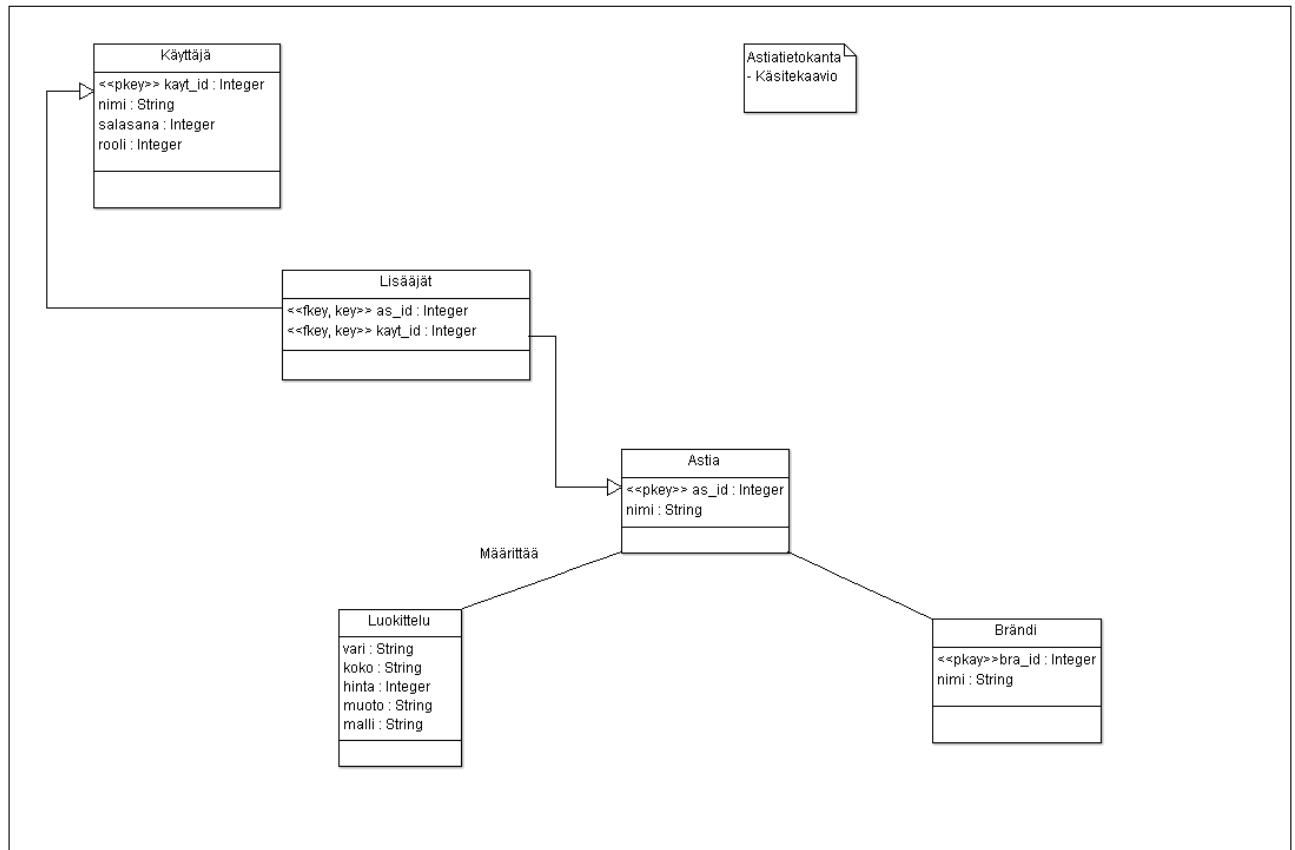 Käyttäjä
<<pkey>> kayt_id : Integer
nimi : String
salasana : Integer
rooli : Integer
Astiatietokanta
- Käsitekaavio
Lisääjät
<<fkey, key>> as_id : Integer
<<fkey, key>> kayt_id : Integer
Astia
<<pkey>> as_id : Integer
nimi : String
Määrittää
Luokittelu
vari : String
koko : String
hinta : Integer
muoto : String
malli : String
Brändi
<<pkay>>bra_id : Integer
nimi : String